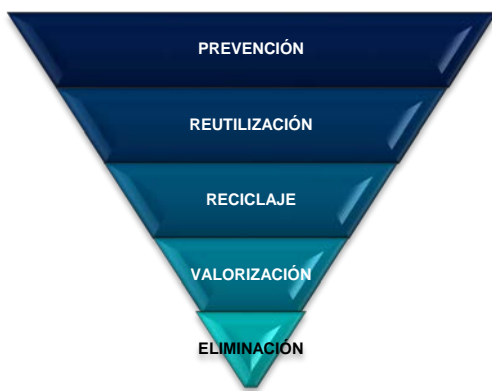 PREVENCIÓN
REUTILIZACIÓN
RECICLAJE
VALORIZACIÓN
ELIMINACIÓN